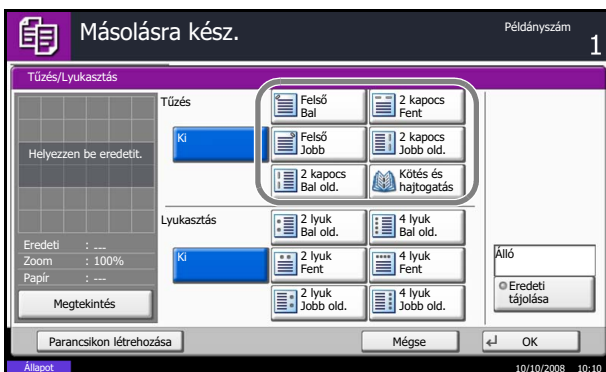 Másolásra kész.
Példányszám
1
Tűzés/Lyukasztás
Helyezzen be eredetit.
Eredeti : ---
Zoom : 100%
Papír : ---
Megtekintés
Tűzés
Ki
Felső
Bal
2 kapocs
Fent
Felső
Jobb
2 kapocs
Jobb old.
2 kapocs
Bal old.
Kötés és
hajtogatás
Lyukasztás
Ki
2 lyuk
Bal old.
4 lyuk
Bal old.
2 lyuk
Fent
4 lyuk
Fent
2 lyuk
Jobb old.
4 lyuk
Jobb old.
Álló
Eredeti
tájolása
Parancsikon létrehozása
Mégse
OK
Állapot
10/10/2008 10:10